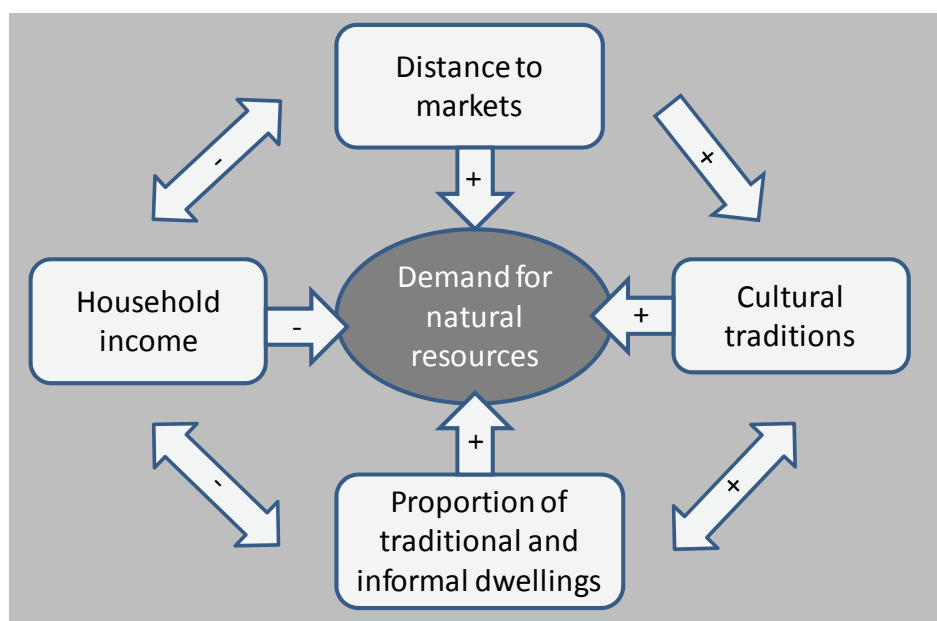 Distance to
markets
-
+
+
Household
income
-
Demand for
natural
resources
+
Cultural
traditions
-
+
+
Proportion of
traditional and
informal dwellings